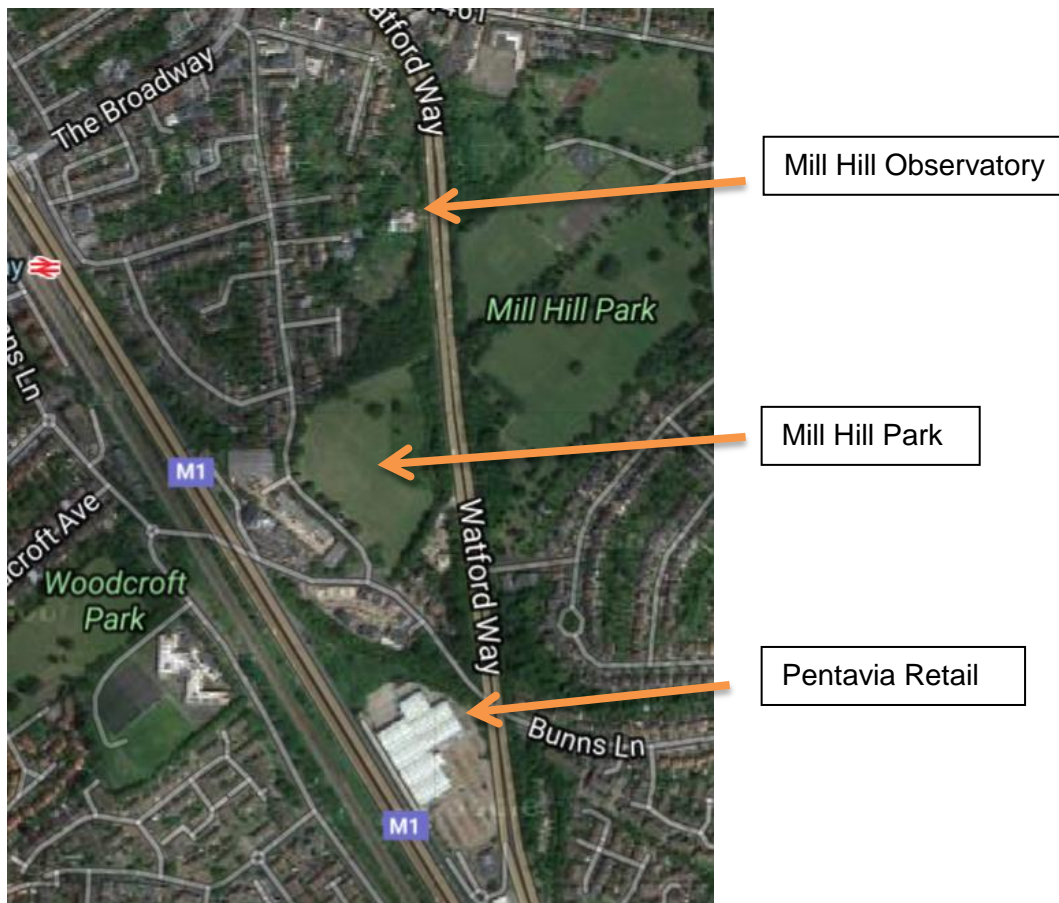 The Broadway
Watford Way
Mill Hill Observatory
Mill Hill Park
Mill Hill Park
M1
Watford Way
Woodcroft
Park
Pentavia Retail
Bunns Ln
M1